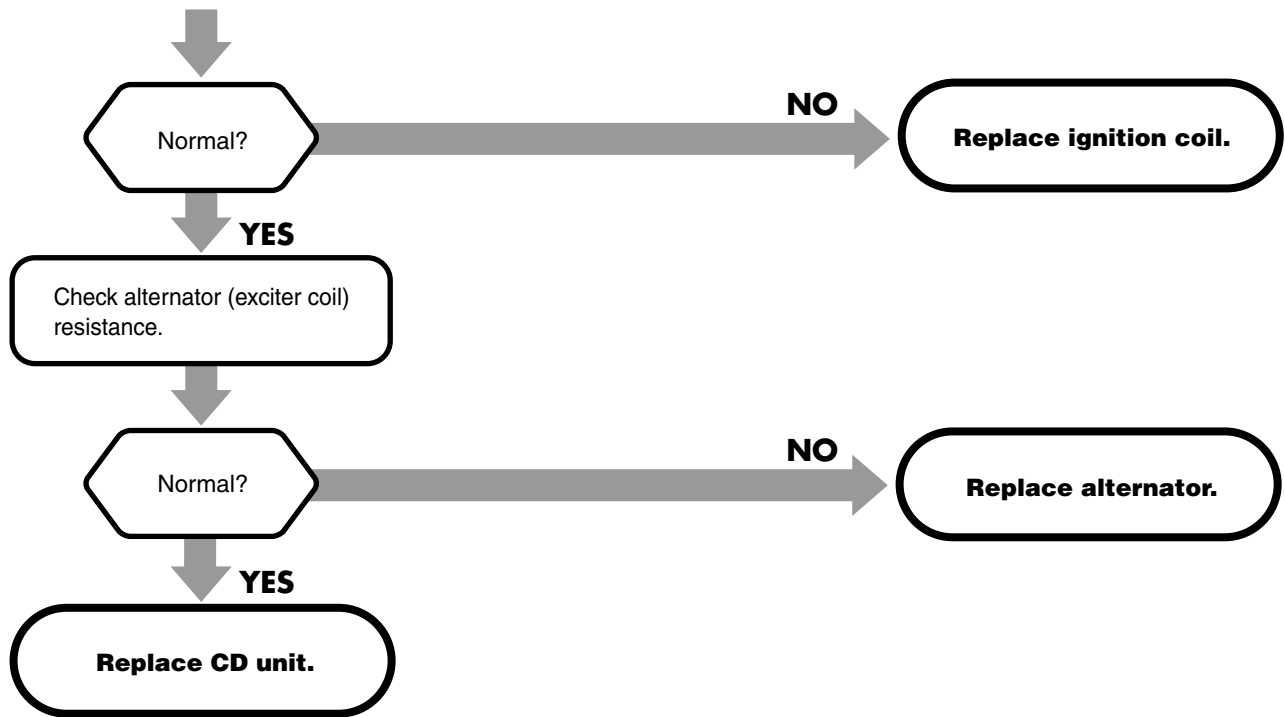 NO
Normal?
Replace ignition coil.
YES
Check alternator (exciter coil)
resistance.
NO
Normal?
Replace alternator.
YES
Replace CD unit.